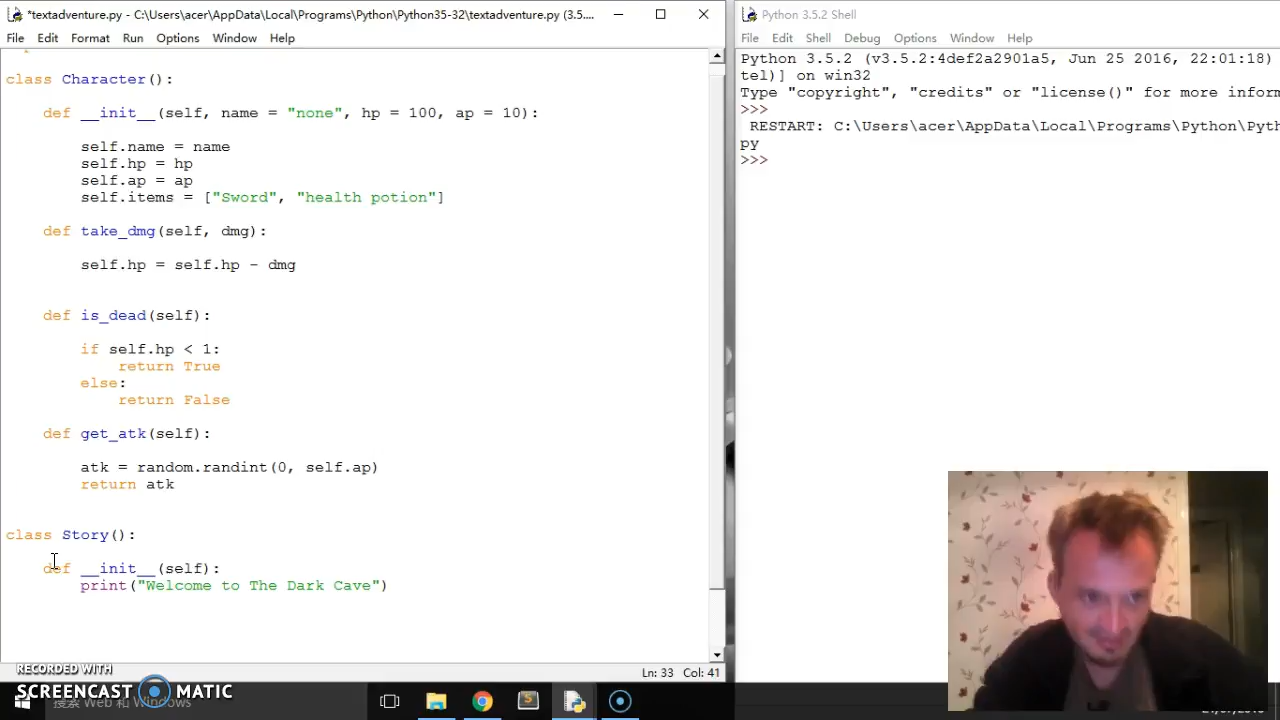 *textadventure.py - C:\Users\acer\AppData\Local\Programs\Python\Python35-32\textadventure.py (3.5....
File Edit Format Run Options Window Help
class Character():
def __init__(self, name = "none", hp = 100, ap = 10):
self.name = name
self.hp = hp
self.ap = ap
self.items = ["Sword", "health potion"]
def take_dmg(self, dmg):
self.hp = self.hp - dmg
def is_dead(self):
if self.hp < 1:
return True
else:
return False
def get_atk(self):
atk = random.randint(0, self.ap)
return atk
class Story():
def __init__(self):
print("Welcome to The Dark Cave")
Ln: 33 Col: 41
Python 3.5.2 Shell
File Edit Shell Debug Options Window Help
Python 3.5.2 (v3.5.2:4def2a2901a5, Jun 25 2016, 22:01:18)
tel)] on win32
Type "copyright", "credits" or "license()" for more inform
>>>
RESTART: C:\Users\acer\AppData\Local\Programs\Python\Pyth
py
>>>
RECORDED WITH
SCREENCAST MATIC
搜索 Web 和 Windows